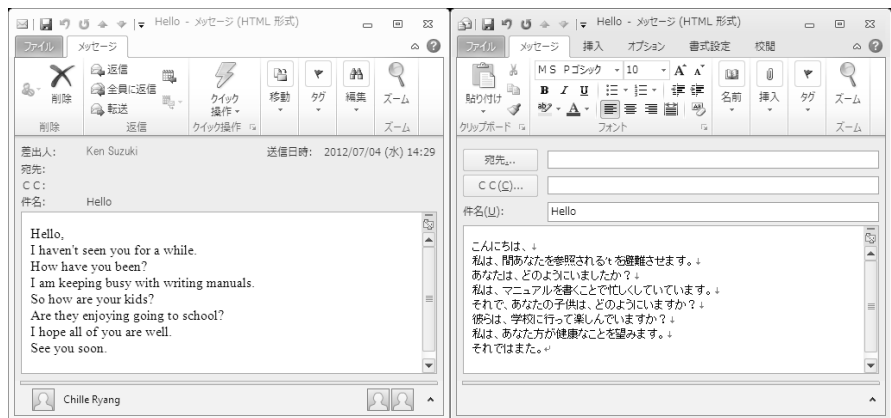 Hello - メッセージ (HTML 形式)
ファイル メッセージ
削除
返信
全員に返信
転送
クイック操作
移動
タグ
編集
ズーム
削除 返信 クイック操作 ズーム
差出人: Ken Suzuki 送信日時: 2012/07/04 (水) 14:29
宛先:
CC:
件名: Hello
Hello,
I haven't seen you for a while.
How have you been?
I am keeping busy with writing manuals.
So how are your kids?
Are they enjoying going to school?
I hope all of you are well.
See you soon.
Chille Ryang
Hello - メッセージ (HTML 形式)
ファイル メッセージ 挿入 オプション 書式設定 校閲
貼り付け
MS Pゴシック 10 A A
B I U
ab A
名前
挿入
タグ
ズーム
クリップボード フォント ズーム
宛先...
CC(C)...
件名(U): Hello
こんにちは、↓
私は、間あなたを参照される't を避難させます。↓
あなたは、どのようにいましたか？↓
私は、マニュアルを書くことで忙しくしていています。↓
それで、あなたの子供は、どのようにいますか？↓
彼らは、学校に行って楽しんでいますか？↓
私は、あなた方が健康なことを望みます。↓
それではまた。↵